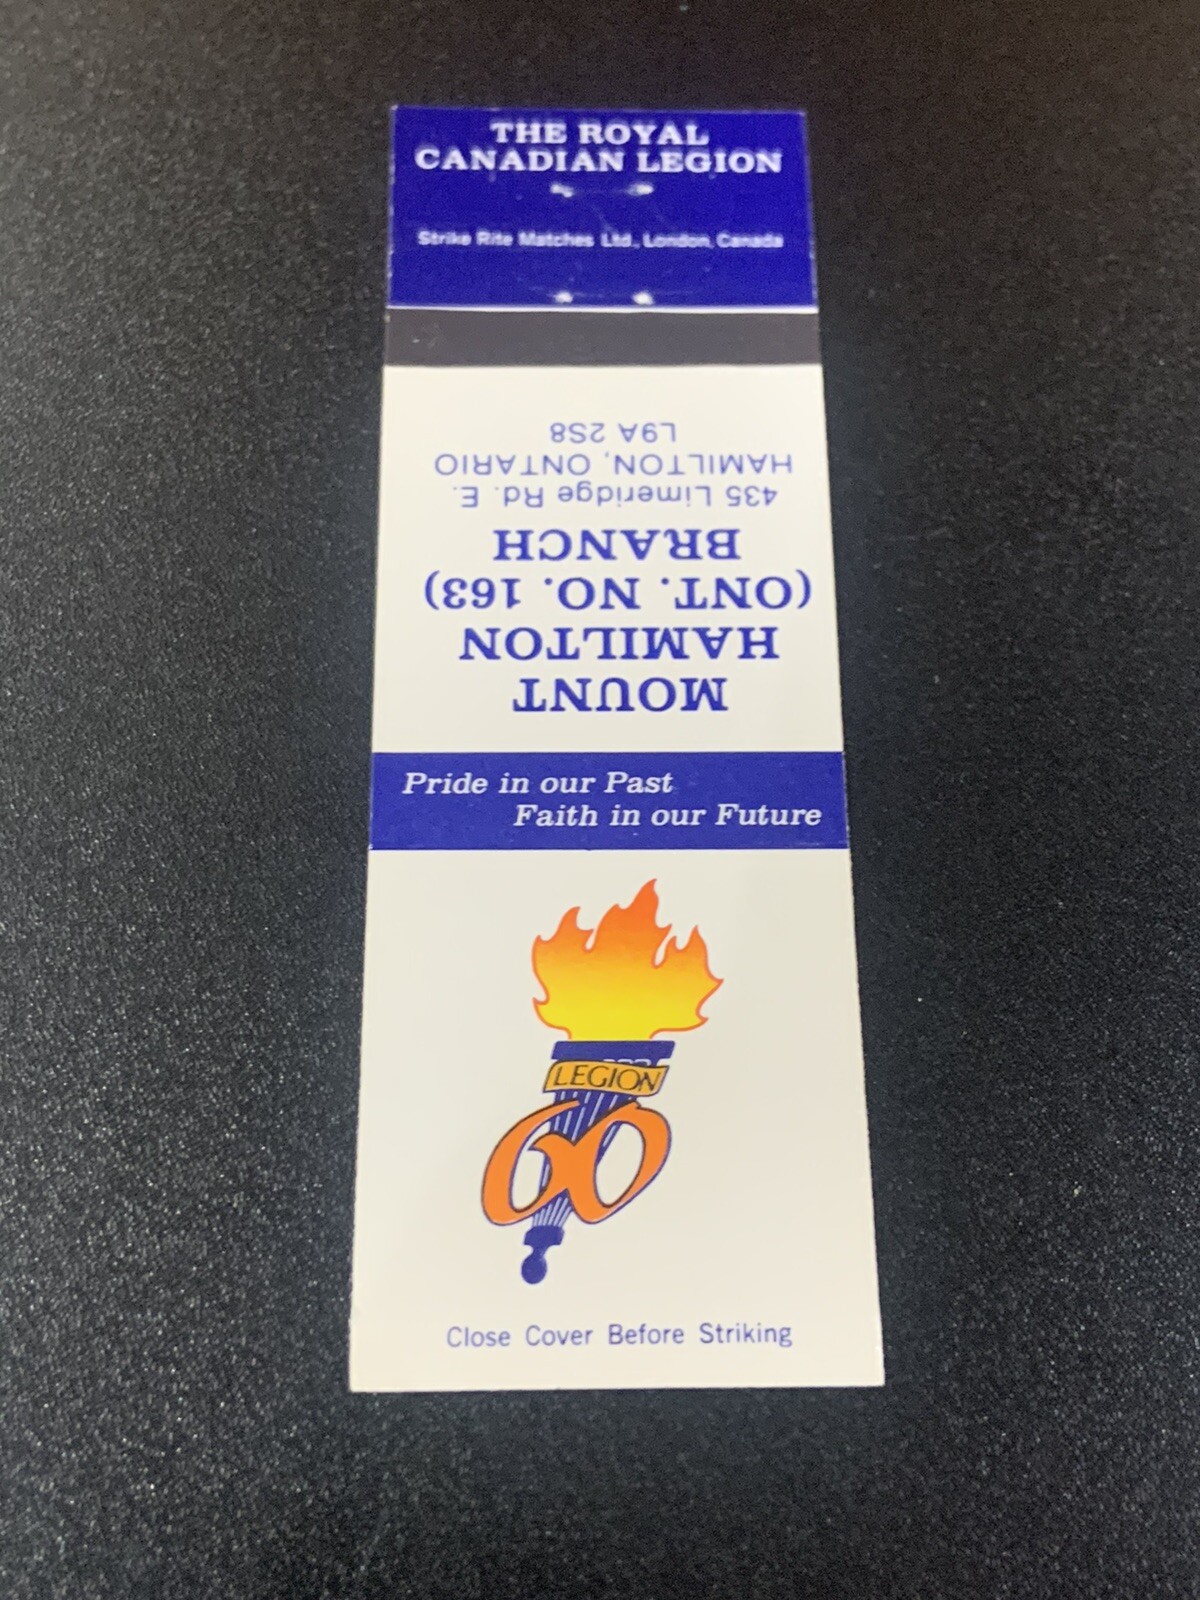 THE ROYAL
CANADIAN LEGION
Strike Rite Matches Ltd., London, Canada
MOUNT
HAMILTON
(ONT. NO. 163)
BRANCH
435 Limeridge Rd. E.
HAMILTON, ONTARIO
L9A 2S8
Pride in our Past
Faith in our Future
LEGION
60
Close Cover Before Striking